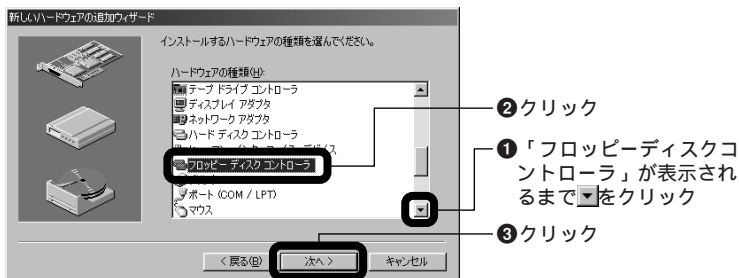 新しいハードウェアの追加ウィザード
インストールするハードウェアの種類を選んでください。
ハードウェアの種類(H):
テープ ドライブ コントローラ
ディスプレイ アダプタ
ネットワーク アダプタ
ハード ディスク コントローラ
フロッピー ディスク コントローラ
ポート (COM / LPT)
マウス
< 戻る(B)
次へ >
キャンセル
❷クリック
❶「フロッピーディスクコ
ントローラ」が表示され
るまで▼をクリック
❸クリック